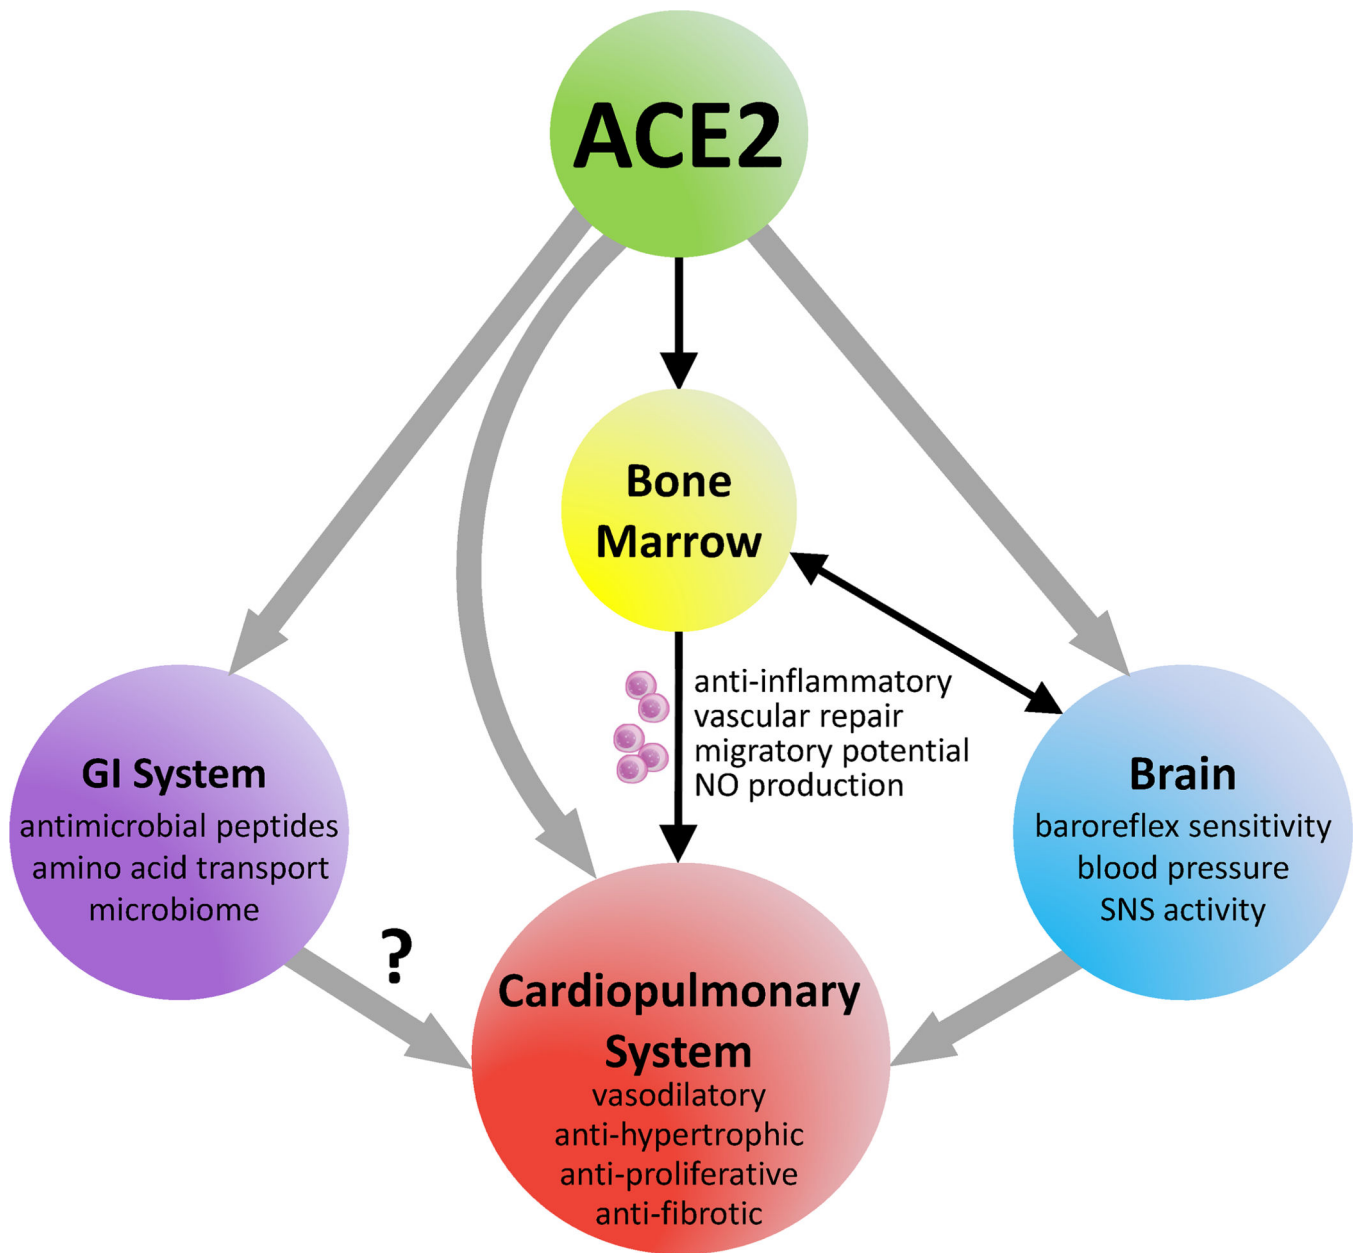 ACE2
Bone
Marrow
anti-inflammatory
vascular repair
migratory potential
NO production
GI System
antimicrobial peptides
amino acid transport
microbiome
Brain
baroreflex sensitivity
blood pressure
SNS activity
?
Cardiopulmonary
System
vasodilatory
anti-hypertrophic
anti-proliferative
anti-fibrotic